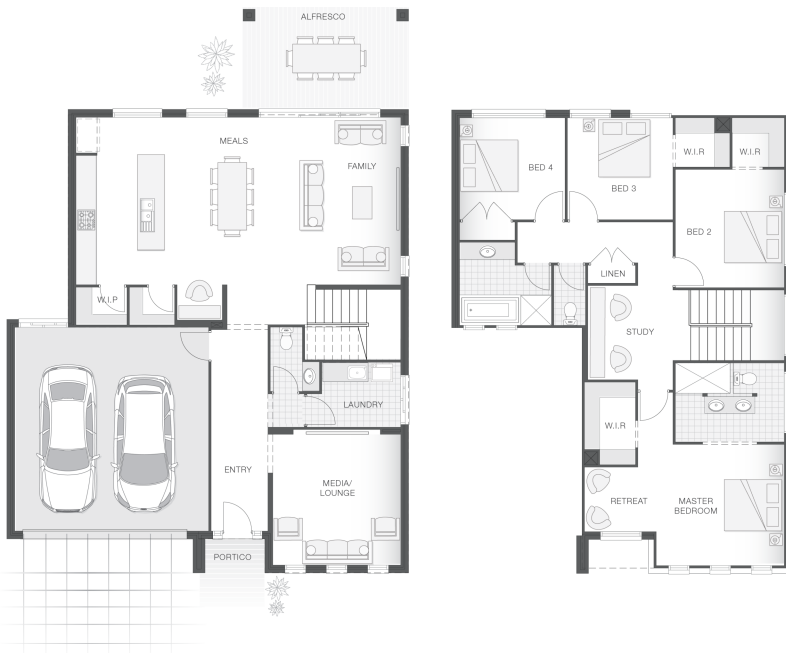 ALFRESCO
MEALS
FAMILY
W.I.P
LAUNDRY
ENTRY
MEDIA/
LOUNGE
PORTICO
BED 4
BED 3
W.I.R
W.I.R
BED 2
LINEN
STUDY
W.I.R
RETREAT
MASTER
BEDROOM